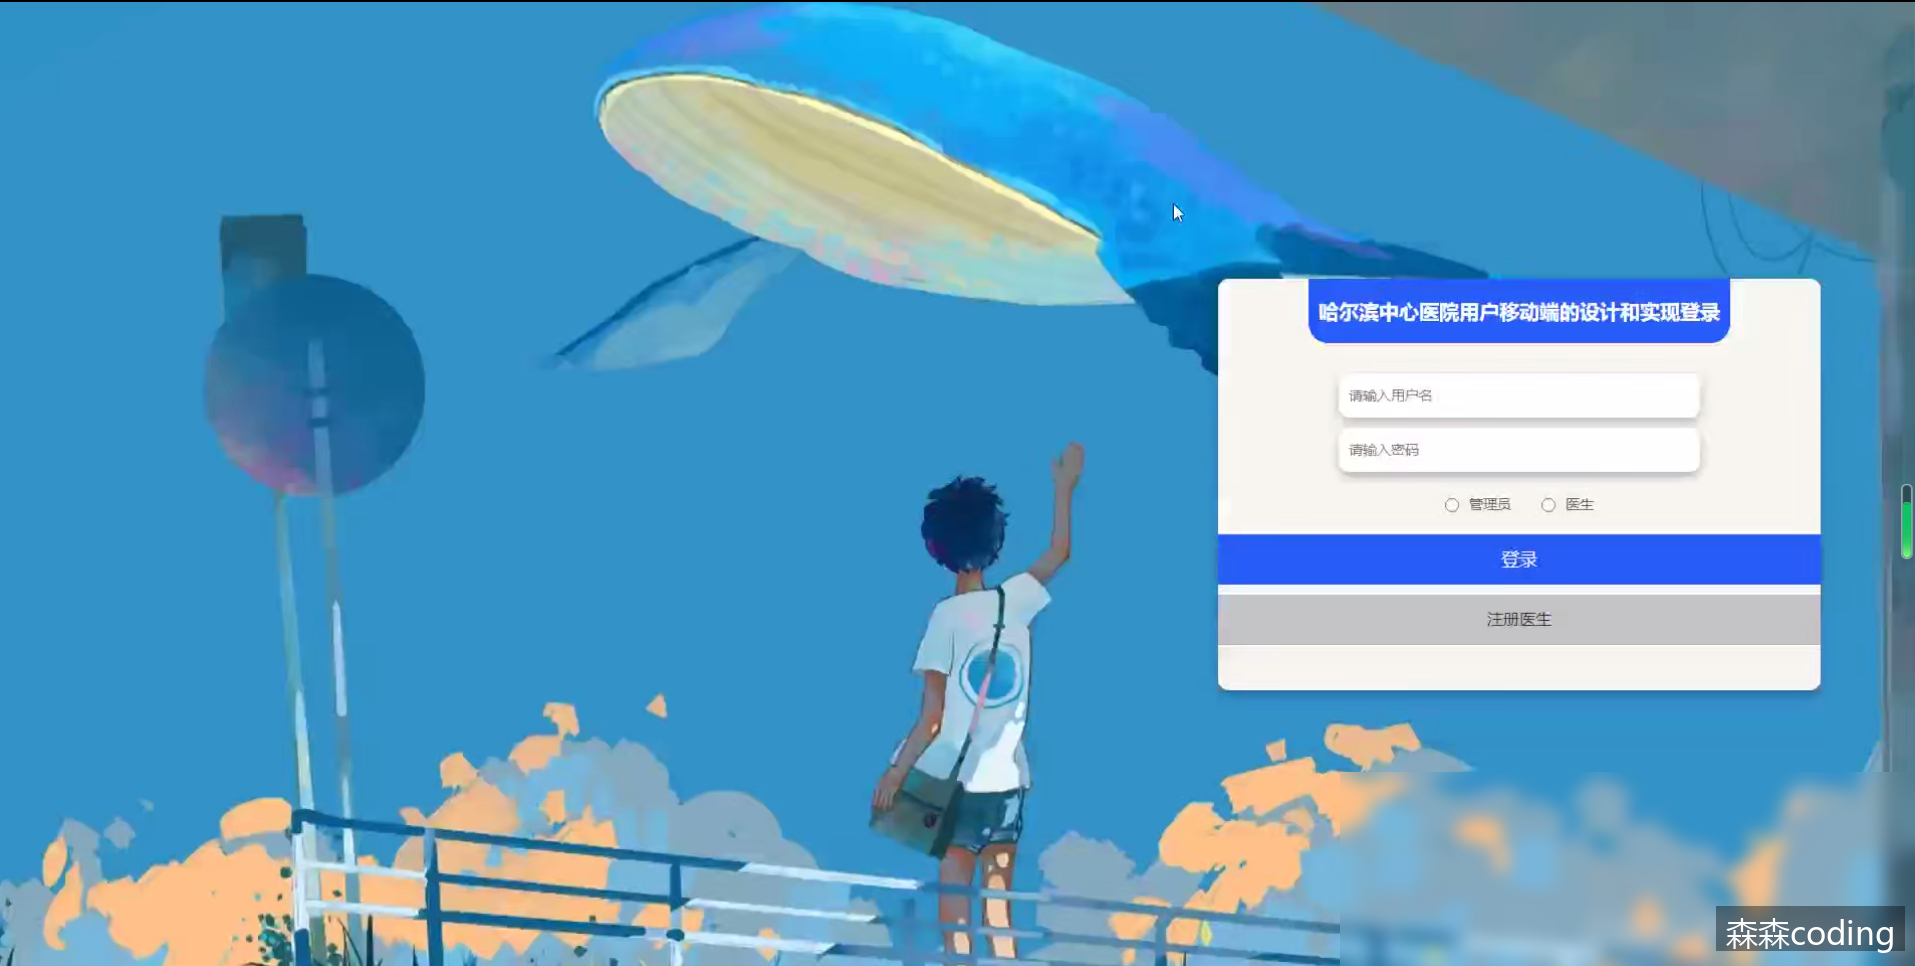 哈尔滨中心医院用户移动端的设计和实现登录
请输入用户名
请输入密码
管理员 医生
登录
注册医生
森森coding